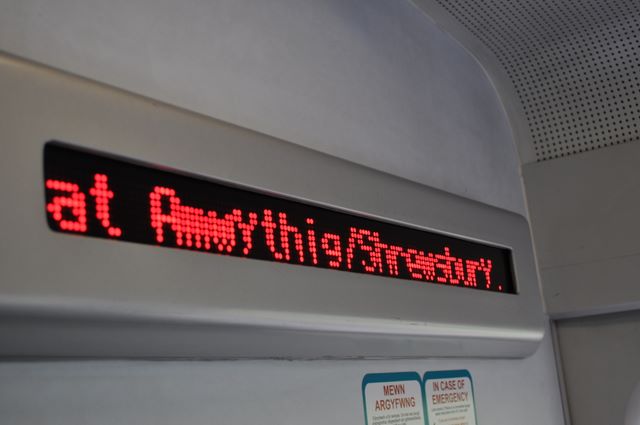 at Amwythig/Shrewsbury.
MEWN
ARGYFWNG
IN CASE OF
EMERGENCY